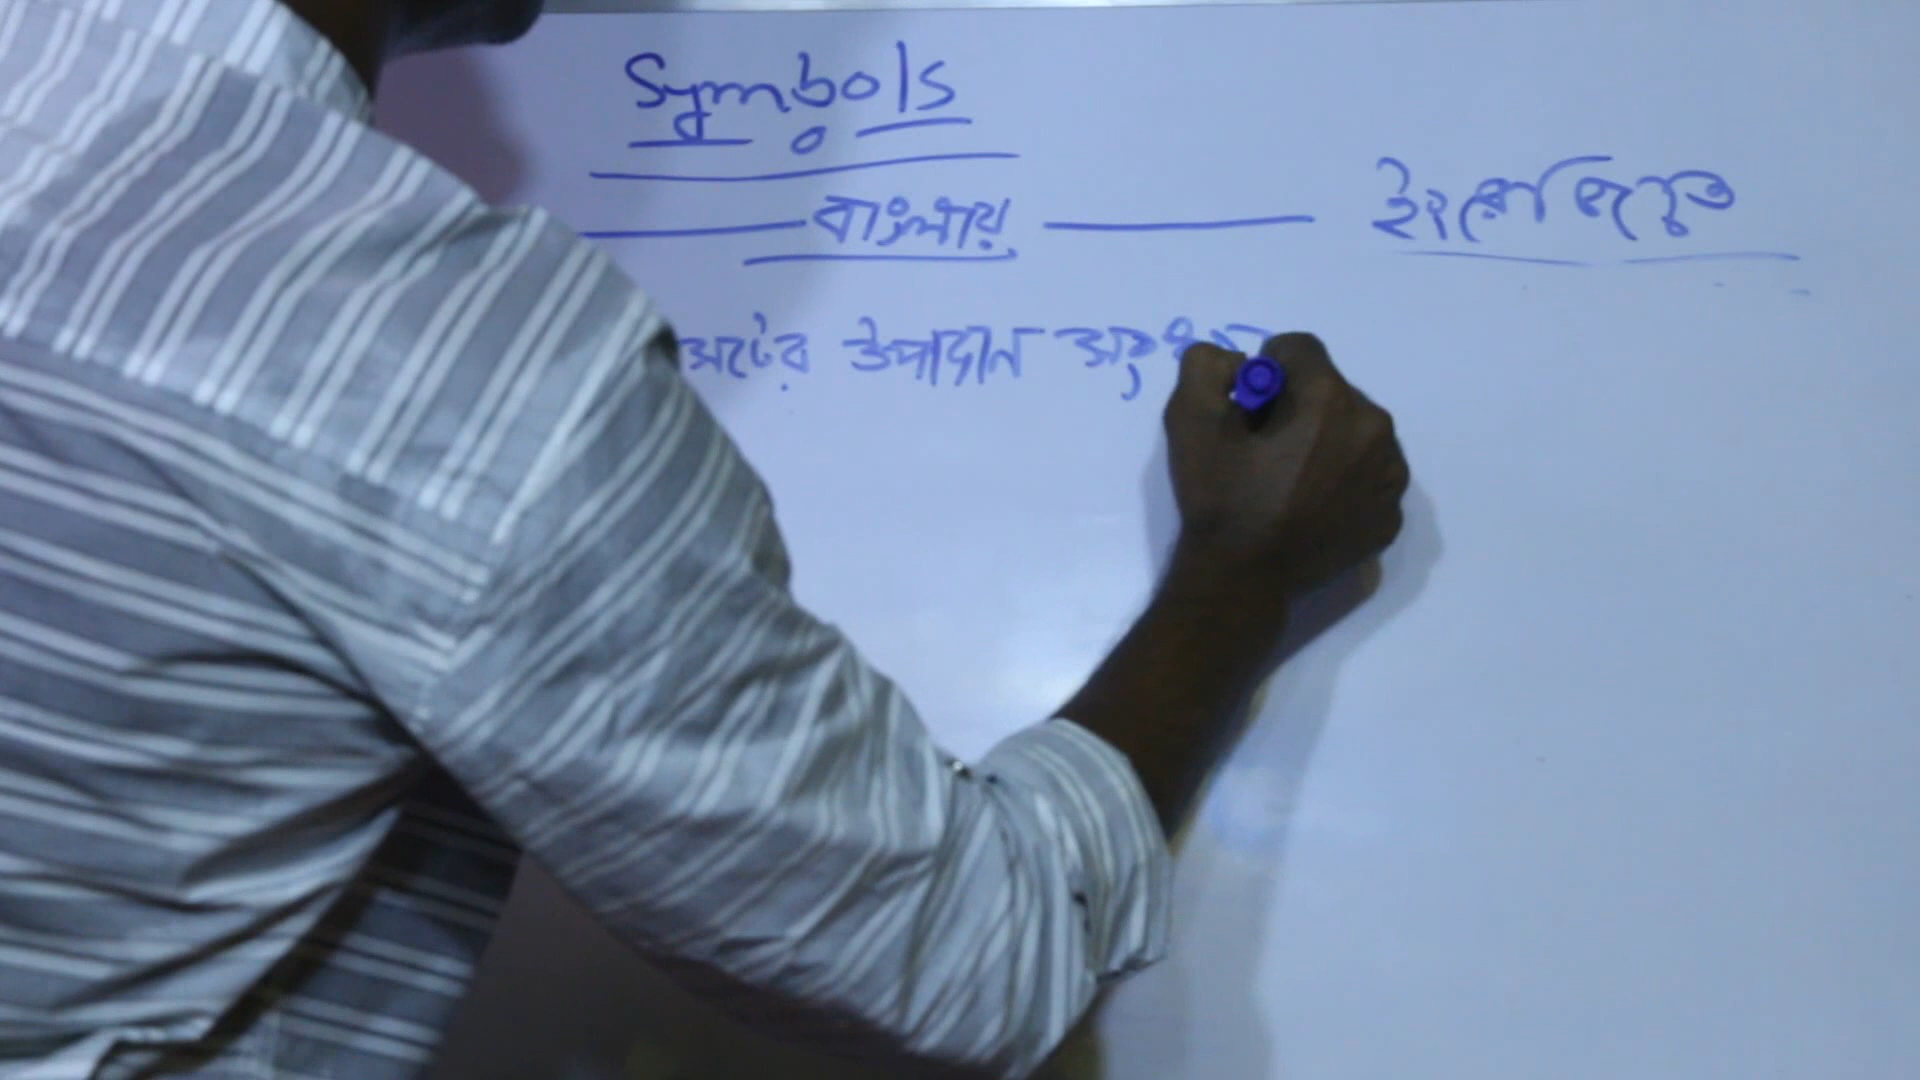 Symbols
বাংলায় ইংরেজিতে
সেটের উপাদান